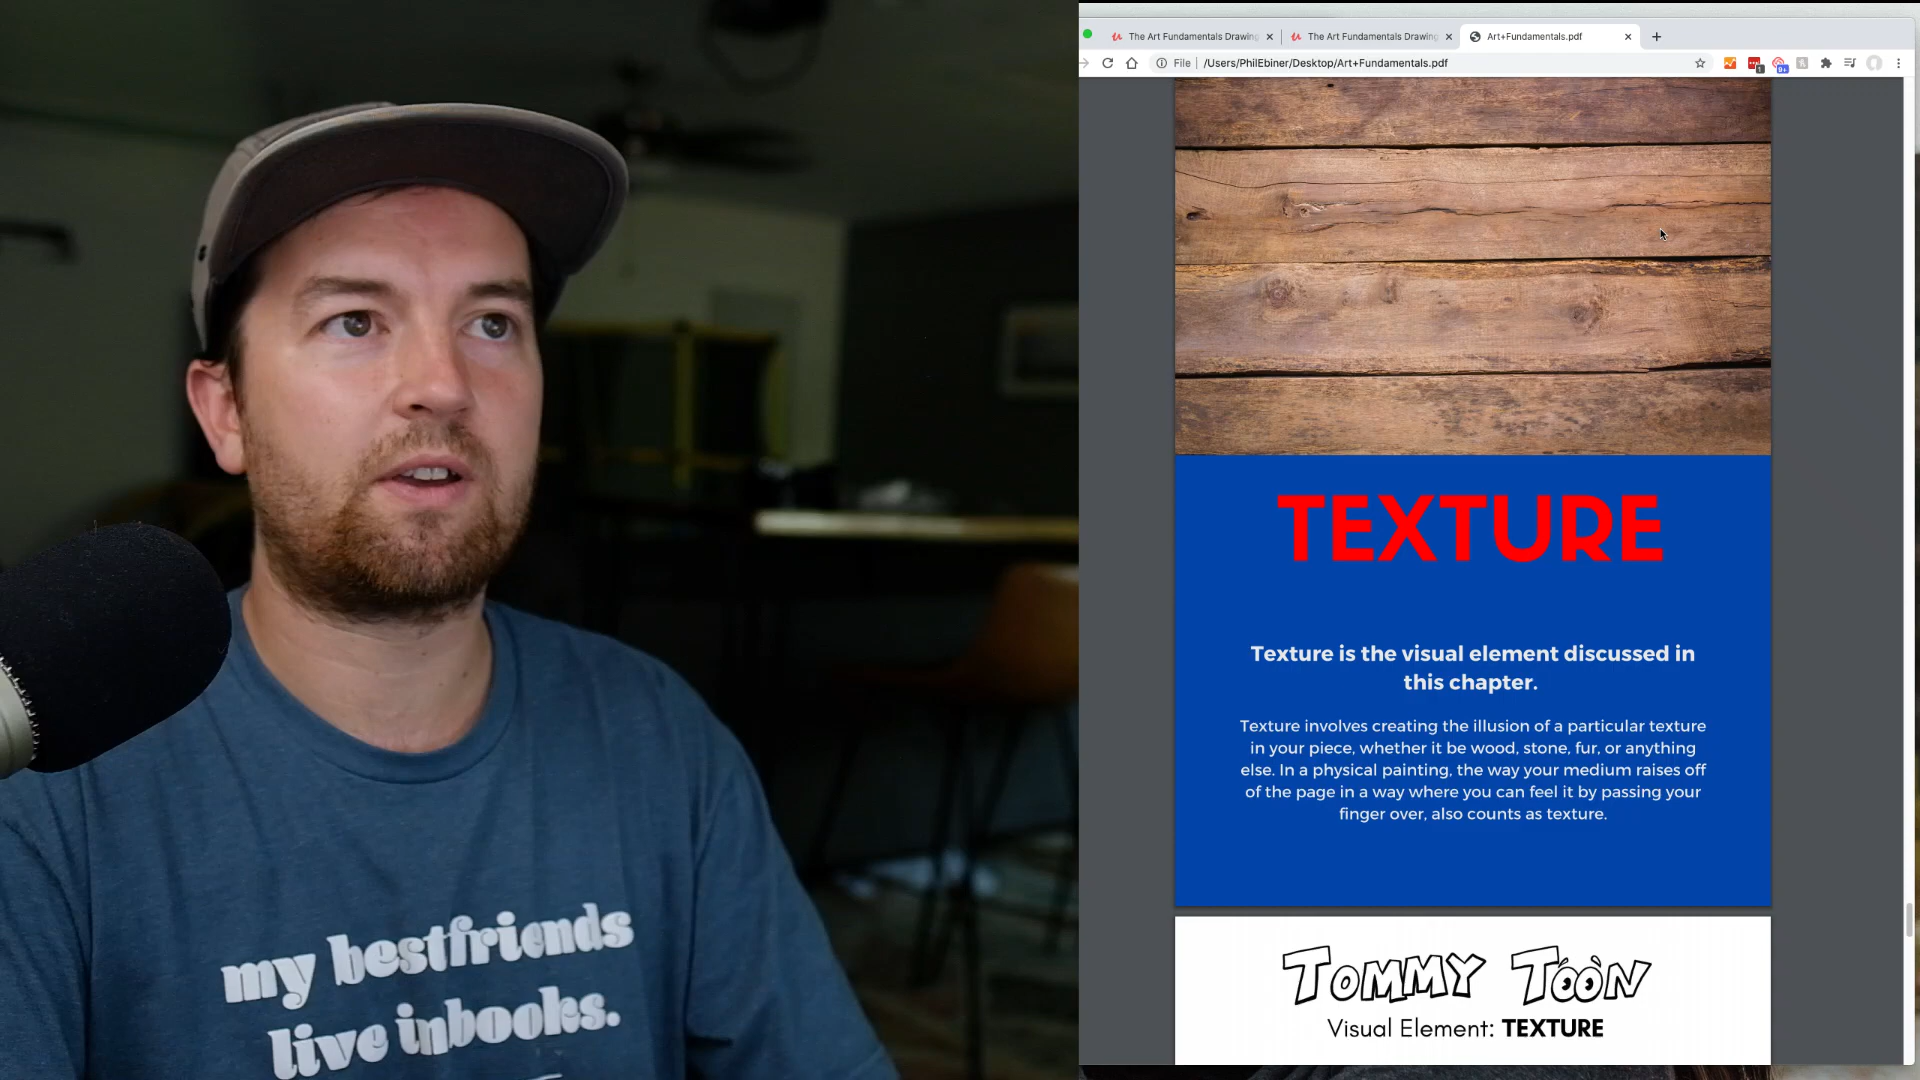 The Art Fundamentals Drawing
The Art Fundamentals Drawing
Art+Fundamentals.pdf
File
/Users/PhilEbiner/Desktop/Art+Fundamentals.pdf
1
9+
TEXTURE
Texture is the visual element discussed in
this chapter.
Texture involves creating the illusion of a particular texture
in your piece, whether it be wood, stone, fur, or anything
else. In a physical painting, the way your medium raises off
of the page in a way where you can feel it by passing your
finger over, also counts as texture.
TOMMY TOON
Visual Element: TEXTURE
my bestfriends
live inbooks.